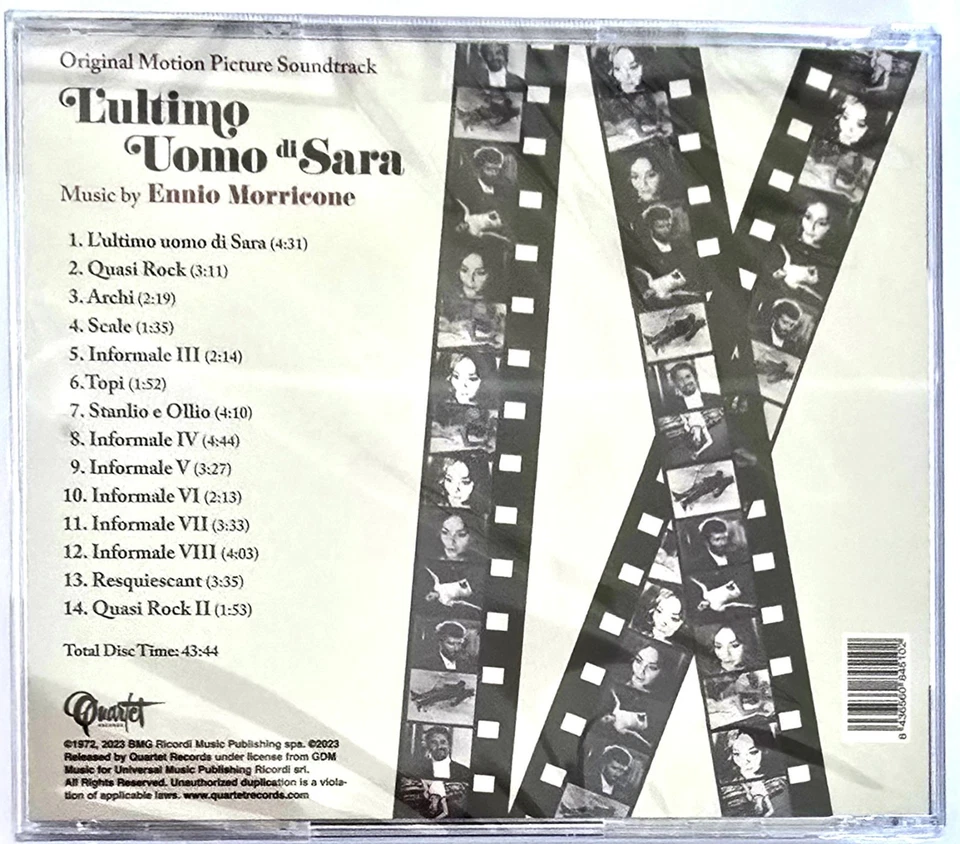 Original Motion Picture Soundtrack
L'ultimo
Uomo di Sara
Music by Ennio Morricone
1. L'ultimo uomo di Sara (4:31)
2. Quasi Rock (3:11)
3. Archi (2:19)
4. Scale (1:35)
5. Informale III (2:14)
6. Topi (1:52)
7. Stanlio e Ollio (4:10)
8. Informale IV (4:44)
9. Informale V (3:27)
10. Informale VI (2:13)
11. Informale VII (3:33)
12. Informale VIII (4:03)
13. Resquiescant (3:35)
14. Quasi Rock II (1:53)
Total Disc Time: 43:44
Quartet
RECORDS
©1972, 2023 BMG Ricordi Music Publishing spa. ©2023
Released by Quartet Records under license from GDM
Music for Universal Music Publishing Ricordi srl.
All Rights Reserved. Unauthorized duplication is a viola-
tion of applicable laws. www.quartetrecords.com
8 436560 846102